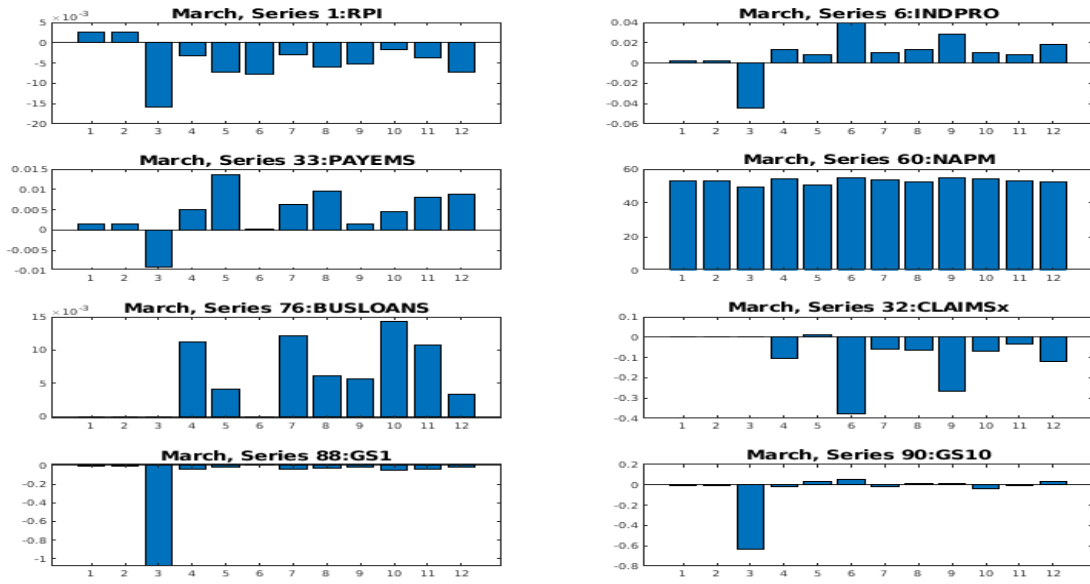 March, Series 1:RPI
5 ×10⁻³
0
-5
-10
-15
-20
1 2 3 4 5 6 7 8 9 10 11 12
March, Series 6:INDPRO
0.04
0.02
0
-0.02
-0.04
-0.06
1 2 3 4 5 6 7 8 9 10 11 12
March, Series 33:PAYEMS
0.015
0.01
0.005
0
-0.005
-0.01
1 2 3 4 5 6 7 8 9 10 11 12
March, Series 60:NAPM
60
40
20
0
1 2 3 4 5 6 7 8 9 10 11 12
March, Series 76:BUSLOANS
15 ×10⁻³
10
5
0
1 2 3 4 5 6 7 8 9 10 11 12
March, Series 32:CLAIMSx
0.1
0
-0.1
-0.2
-0.3
-0.4
1 2 3 4 5 6 7 8 9 10 11 12
March, Series 88:GS1
0
-0.2
-0.4
-0.6
-0.8
-1
1 2 3 4 5 6 7 8 9 10 11 12
March, Series 90:GS10
0.2
0
-0.2
-0.4
-0.6
-0.8
1 2 3 4 5 6 7 8 9 10 11 12